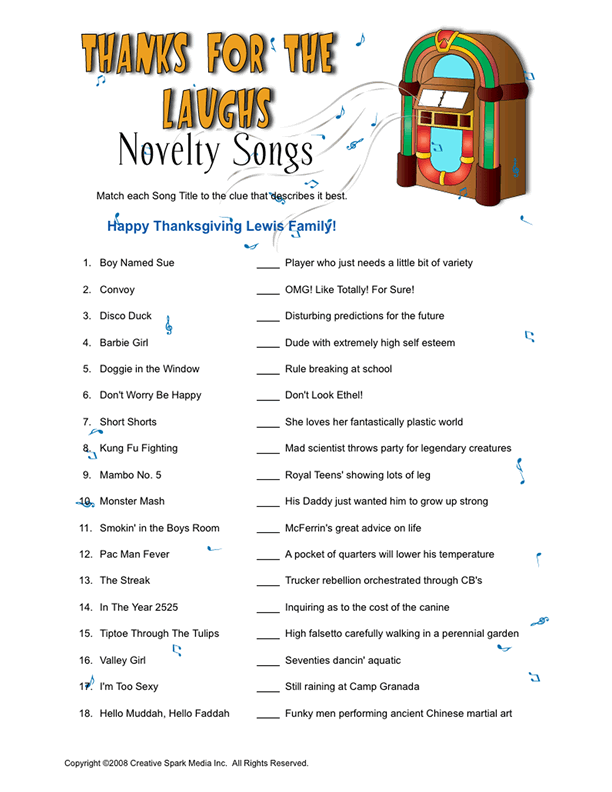 THANKS FOR THE
LAUGHS
Novelty Songs
Match each Song Title to the clue that describes it best.
Happy Thanksgiving Lewis Family!
1. Boy Named Sue ____ Player who just needs a little bit of variety
2. Convoy ____ OMG! Like Totally! For Sure!
3. Disco Duck ____ Disturbing predictions for the future
4. Barbie Girl ____ Dude with extremely high self esteem
5. Doggie in the Window ____ Rule breaking at school
6. Don't Worry Be Happy ____ Don't Look Ethel!
7. Short Shorts ____ She loves her fantastically plastic world
8. Kung Fu Fighting ____ Mad scientist throws party for legendary creatures
9. Mambo No. 5 ____ Royal Teens' showing lots of leg
10. Monster Mash ____ His Daddy just wanted him to grow up strong
11. Smokin' in the Boys Room ____ McFerrin's great advice on life
12. Pac Man Fever ____ A pocket of quarters will lower his temperature
13. The Streak ____ Trucker rebellion orchestrated through CB's
14. In The Year 2525 ____ Inquiring as to the cost of the canine
15. Tiptoe Through The Tulips ____ High falsetto carefully walking in a perennial garden
16. Valley Girl ____ Seventies dancin' aquatic
17. I'm Too Sexy ____ Still raining at Camp Granada
18. Hello Muddah, Hello Faddah ____ Funky men performing ancient Chinese martial art
Copyright ©2008 Creative Spark Media Inc. All Rights Reserved.